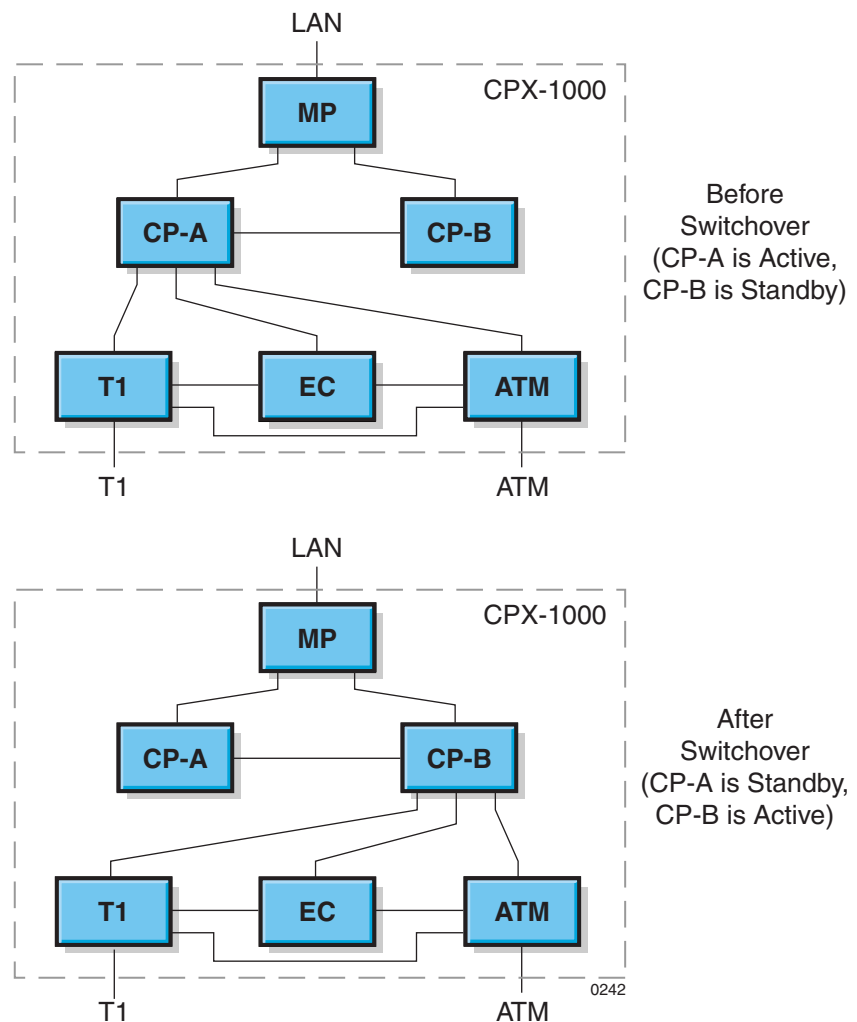 LAN
CPX-1000
MP
CP-A
CP-B
T1
EC
ATM
T1
ATM
Before
Switchover
(CP-A is Active,
CP-B is Standby)
LAN
CPX-1000
MP
CP-A
CP-B
T1
EC
ATM
T1
ATM
0242
After
Switchover
(CP-A is Standby,
CP-B is Active)